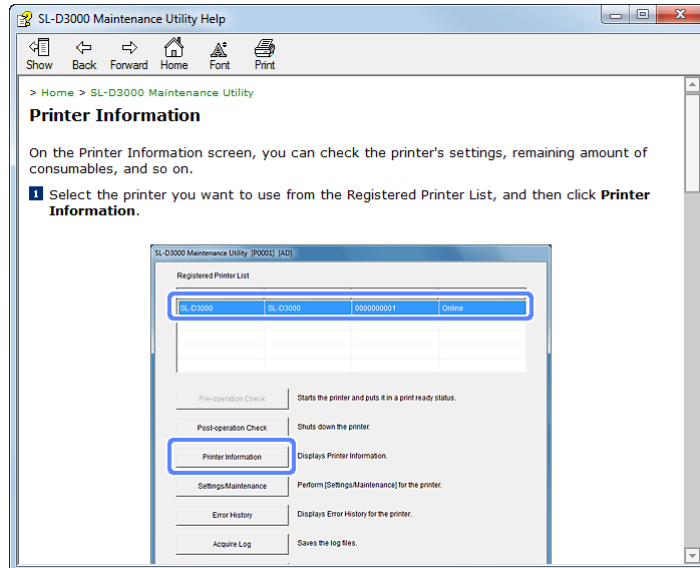 SL-D3000 Maintenance Utility Help
Show Back Forward Home Font Print
> Home > SL-D3000 Maintenance Utility
Printer Information
On the Printer Information screen, you can check the printer's settings, remaining amount of
consumables, and so on.
1 Select the printer you want to use from the Registered Printer List, and then click Printer
Information.
SL-D3000 Maintenance Utility [P0001] [AD]
Registered Printer List
SL-D3000 SL-D3000 0000000001 Online
Pre-operation Check Starts the printer and puts it in a print ready status.
Post-operation Check Shuts down the printer.
Printer Information Displays Printer Information.
Settings/Maintenance Perform [Settings/Maintenance] for the printer.
Error History Displays Error History for the printer.
Acquire Log Saves the log files.